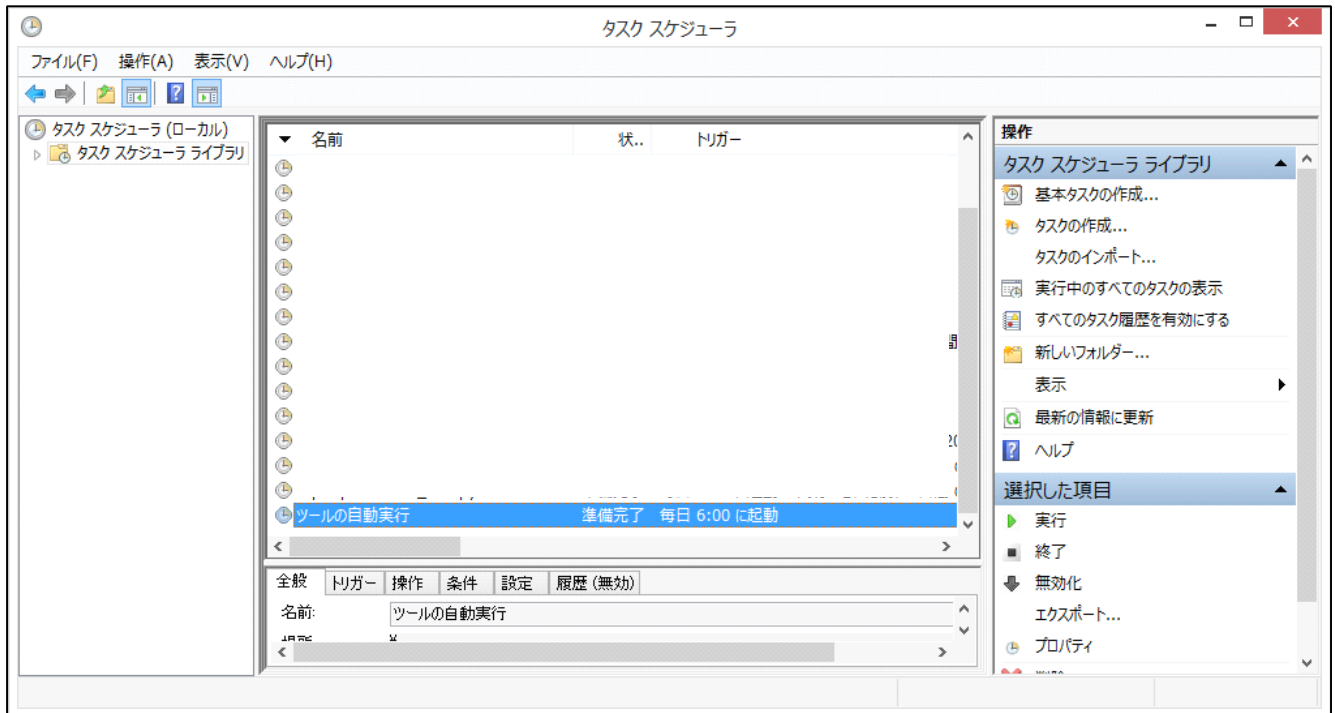 タスク スケジューラ
ファイル(F) 操作(A) 表示(V) ヘルプ(H)
タスク スケジューラ (ローカル)
タスク スケジューラ ライブラリ
名前 状.. トリガー
ツールの自動実行 準備完了 毎日 6:00 に起動
全般 トリガー 操作 条件 設定 履歴 (無効)
名前: ツールの自動実行
操作
タスク スケジューラ ライブラリ
基本タスクの作成...
タスクの作成...
タスクのインポート...
実行中のすべてのタスクの表示
すべてのタスク履歴を有効にする
新しいフォルダー...
表示
最新の情報に更新
ヘルプ
選択した項目
実行
終了
無効化
エクスポート...
プロパティ